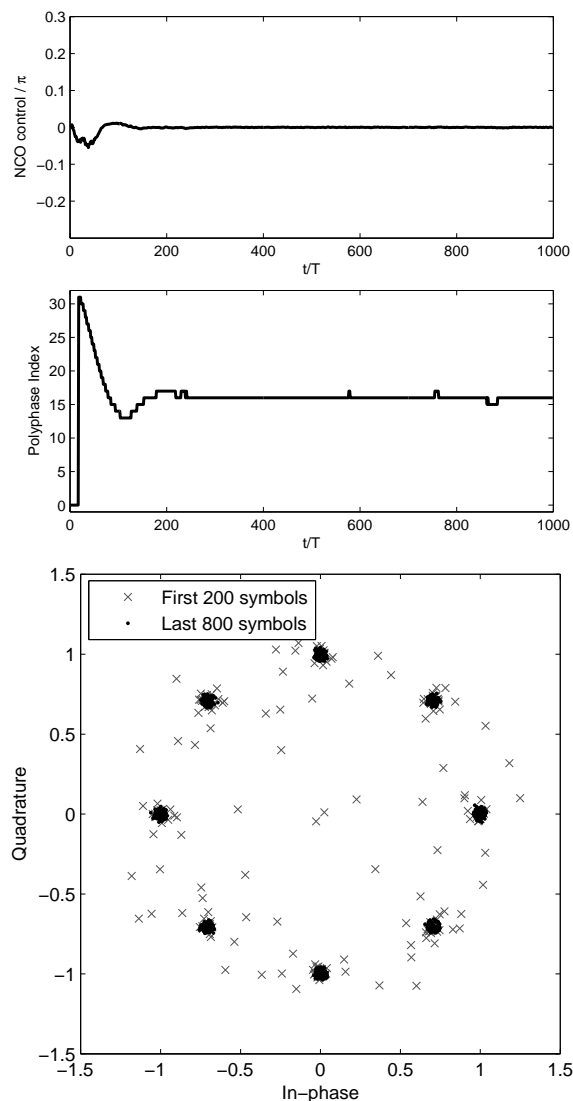 0.3
0.2
0.1
0
−0.1
−0.2
NCO control / π
0 200 400 600 800 1000
t/T
30
25
20
15
10
5
0
Polyphase Index
0 200 400 600 800 1000
t/T
1.5
1
0.5
0
−0.5
−1
−1.5
Quadrature
First 200 symbols
Last 800 symbols
−1.5 −1 −0.5 0 0.5 1 1.5
In−phase